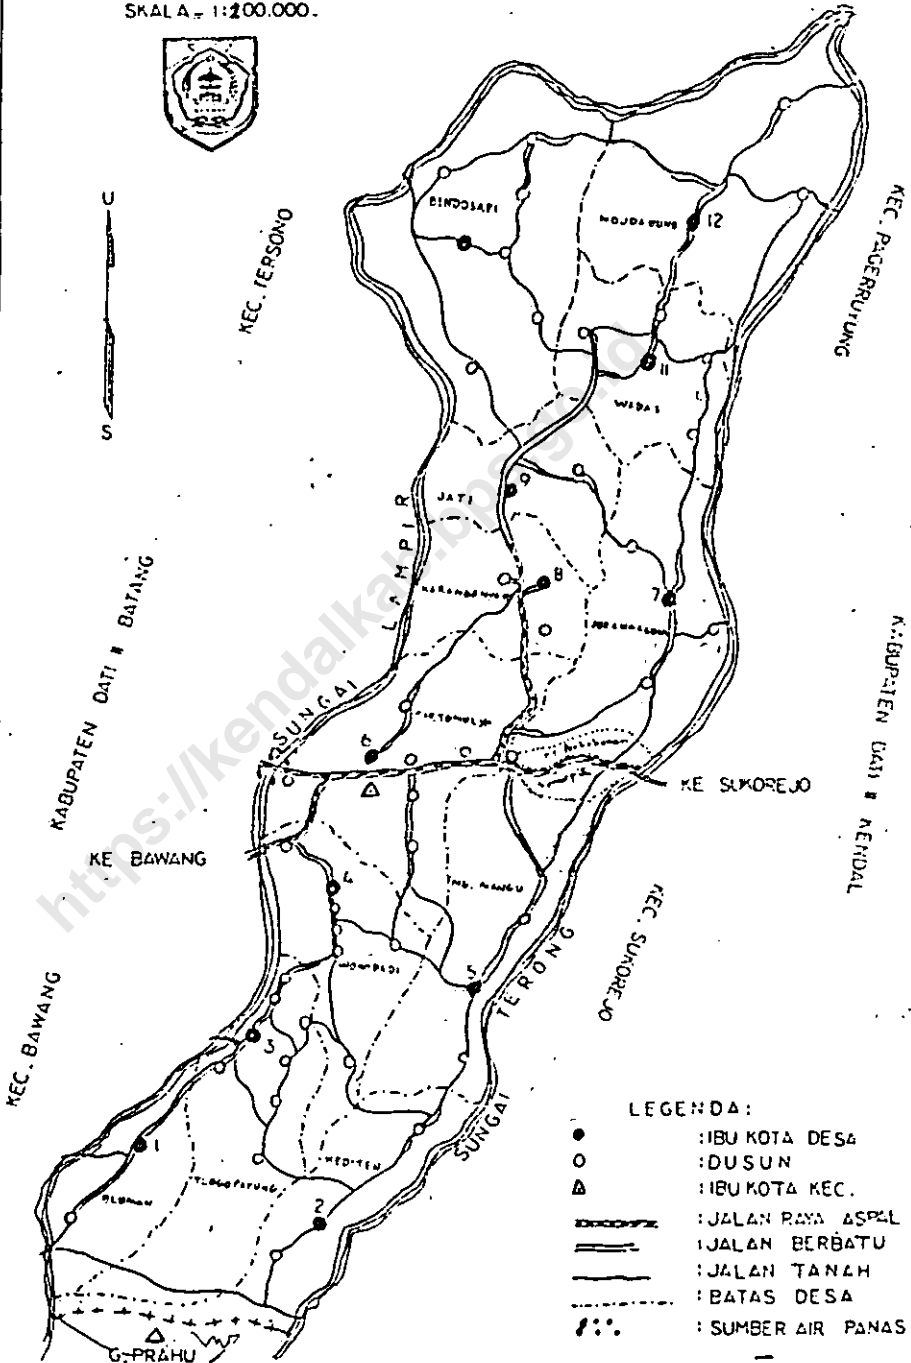 SKALA = 1:200.000.
U
S
KEC. TERSONO
KEC. PAGERRUYUNG
BENDOSARI
12
11
WADAS
9
JATI
8
7
LAMPIR
SUNGAI
KABUPATEN DATI II BATANG
KABUPATEN DATI II KENDAL
6
KE SUKOREJO
KE BAWANG
4
KEC. SUKOREJO
5
TERONG
SUNGAI
KEC. BAWANG
3
1
KEDITEN
2
G. PRAHU
LEGENDA:
:IBU KOTA DESA
:DUSUN
:IBU KOTA KEC.
:JALAN RAYA ASPAL
:JALAN BERBATU
:JALAN TANAH
:BATAS DESA
:SUMBER AIR PANAS
https://kendalkab.bps.go.id